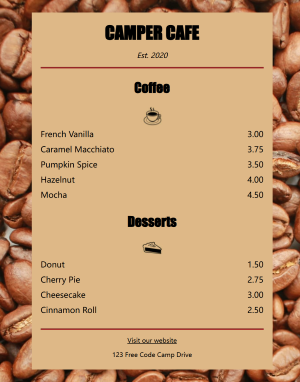 CAMPER CAFE
Est. 2020
Coffee
French Vanilla 3.00
Caramel Macchiato 3.75
Pumpkin Spice 3.50
Hazelnut 4.00
Mocha 4.50
Desserts
Donut 1.50
Cherry Pie 2.75
Cheesecake 3.00
Cinnamon Roll 2.50
Visit our website
123 Free Code Camp Drive